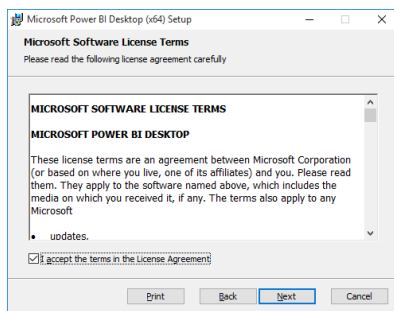 Microsoft Power BI Desktop (x64) Setup
Microsoft Software License Terms
Please read the following license agreement carefully
MICROSOFT SOFTWARE LICENSE TERMS
MICROSOFT POWER BI DESKTOP
These license terms are an agreement between Microsoft Corporation
(or based on where you live, one of its affiliates) and you. Please read
them. They apply to the software named above, which includes the
media on which you received it, if any. The terms also apply to any
Microsoft
• updates,
I accept the terms in the License Agreement
Print Back Next Cancel